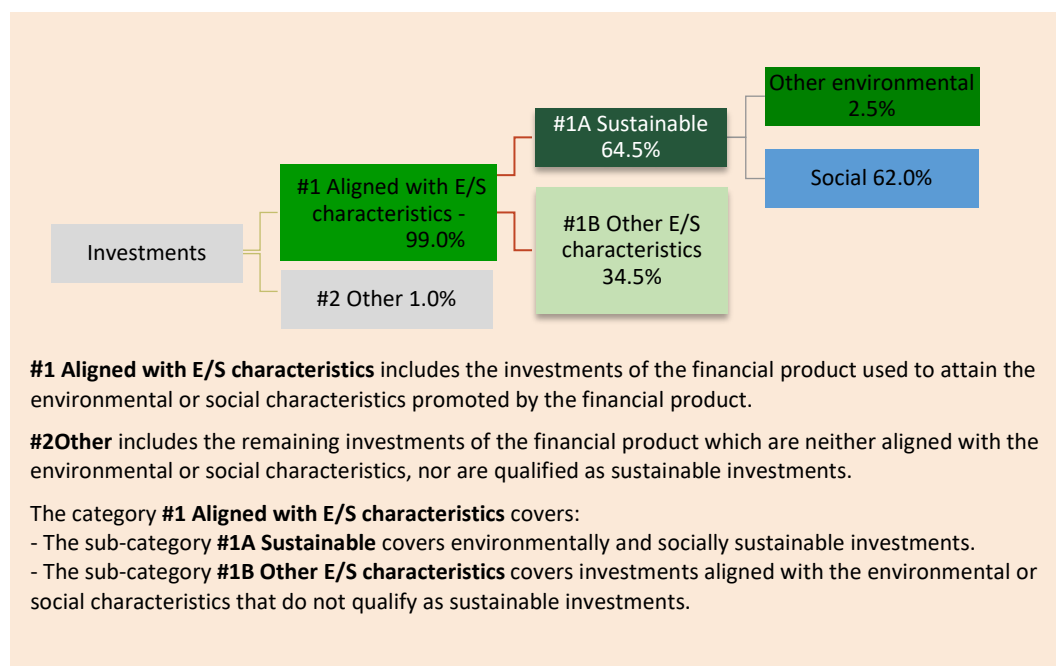 Other environmental
2.5%
#1A Sustainable
64.5%
Social 62.0%
#1 Aligned with E/S
characteristics -
99.0%
#1B Other E/S
characteristics
34.5%
Investments
#2 Other 1.0%
#1 Aligned with E/S characteristics includes the investments of the financial product used to attain the
environmental or social characteristics promoted by the financial product.
#2Other includes the remaining investments of the financial product which are neither aligned with the
environmental or social characteristics, nor are qualified as sustainable investments.
The category #1 Aligned with E/S characteristics covers:
- The sub-category #1A Sustainable covers environmentally and socially sustainable investments.
- The sub-category #1B Other E/S characteristics covers investments aligned with the environmental or
social characteristics that do not qualify as sustainable investments.